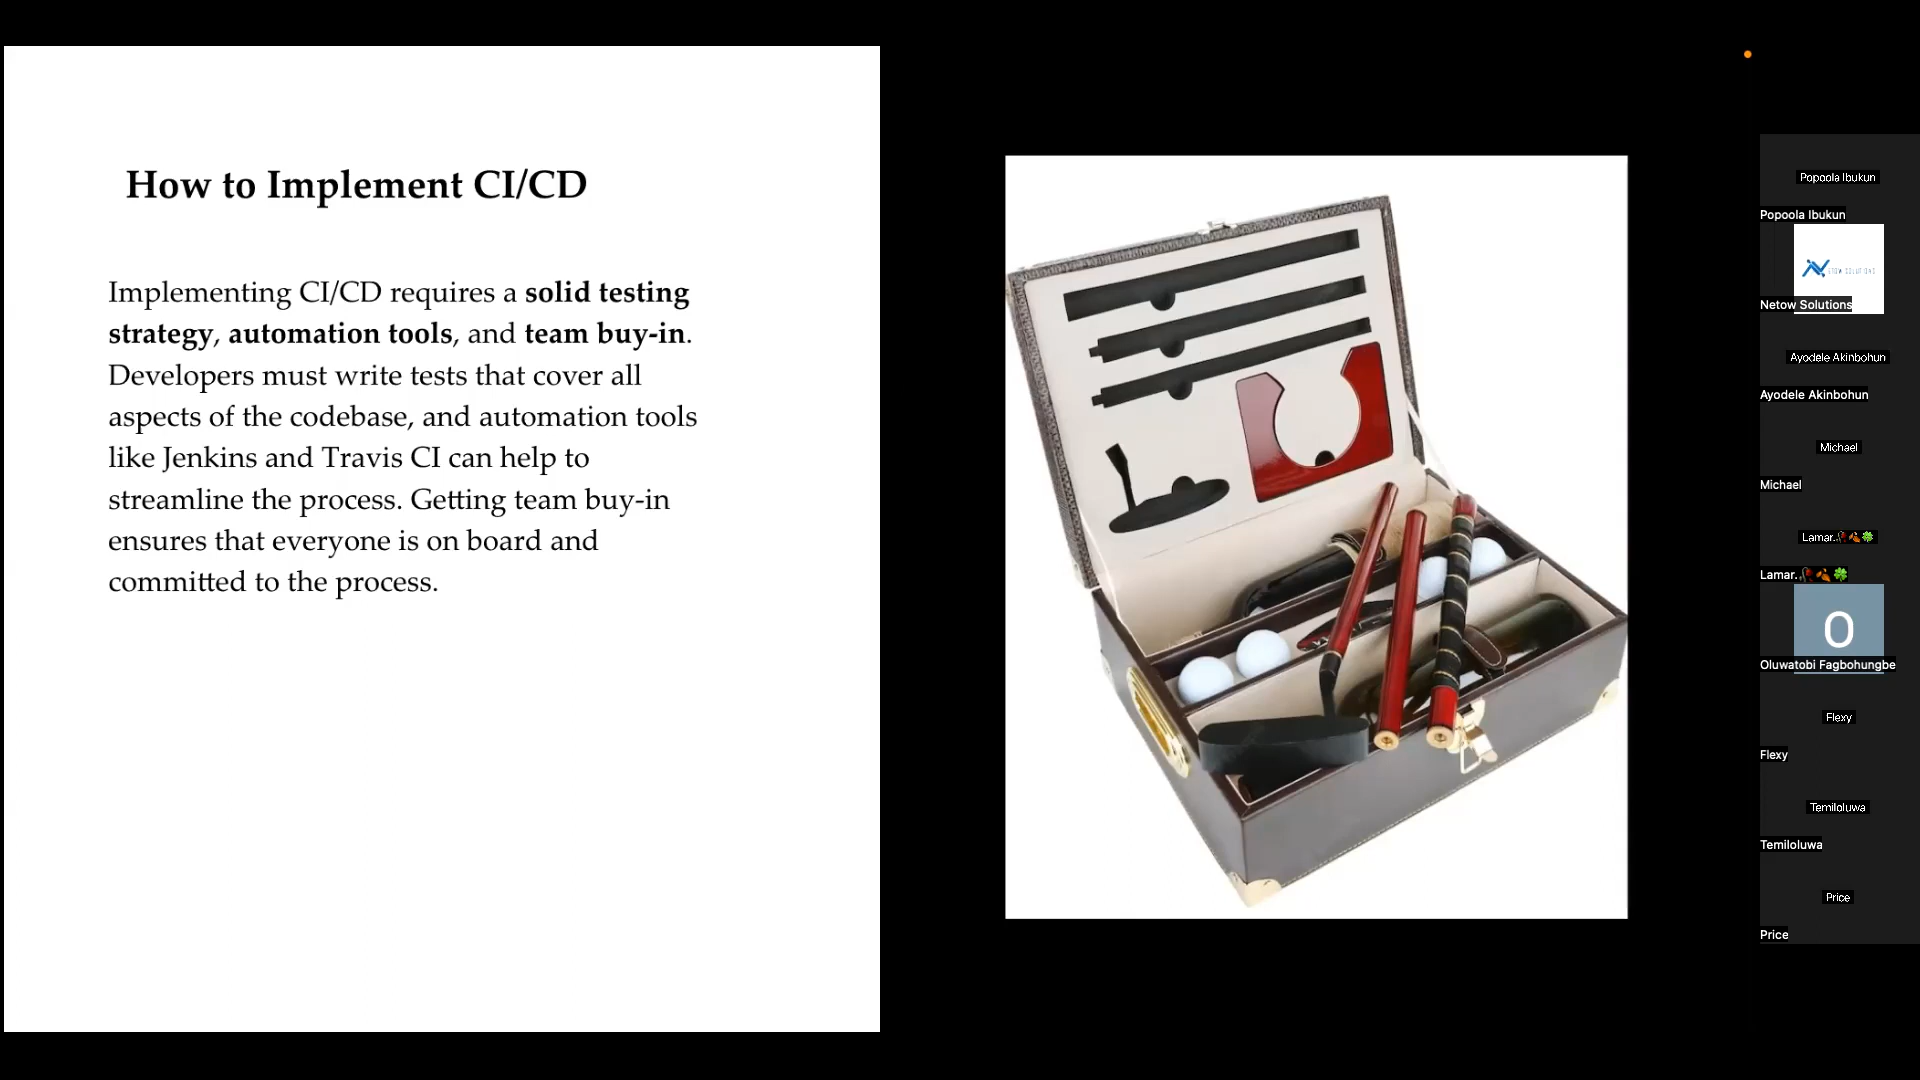 How to Implement CI/CD
Implementing CI/CD requires a solid testing
strategy, automation tools, and team buy-in.
Developers must write tests that cover all
aspects of the codebase, and automation tools
like Jenkins and Travis CI can help to
streamline the process. Getting team buy-in
ensures that everyone is on board and
committed to the process.
Popoola Ibukun
Popoola Ibukun
Netow Solutions
Ayodele Akinbohun
Ayodele Akinbohun
Michael
Michael
Lamar.🥀🍂🍀
Lamar.🥀🍂🍀
O
Oluwatobi Fagbohungbe
Flexy
Flexy
Temiloluwa
Temiloluwa
Price
Price